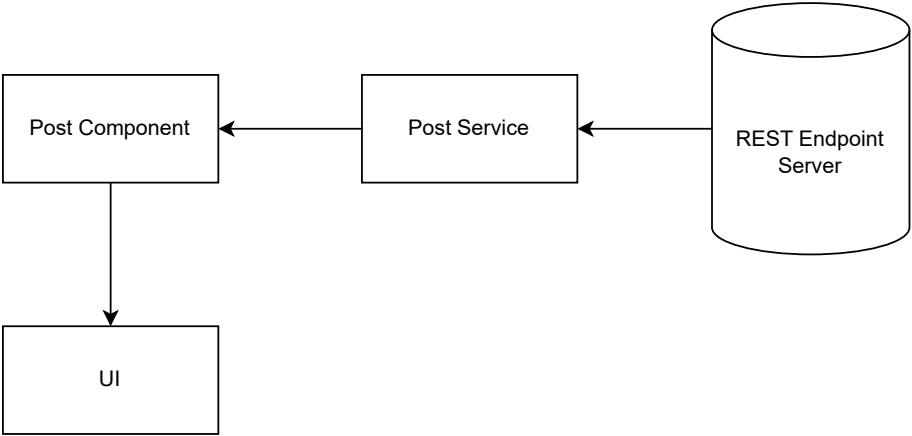 Post Component
Post Service
REST Endpoint
Server
UI